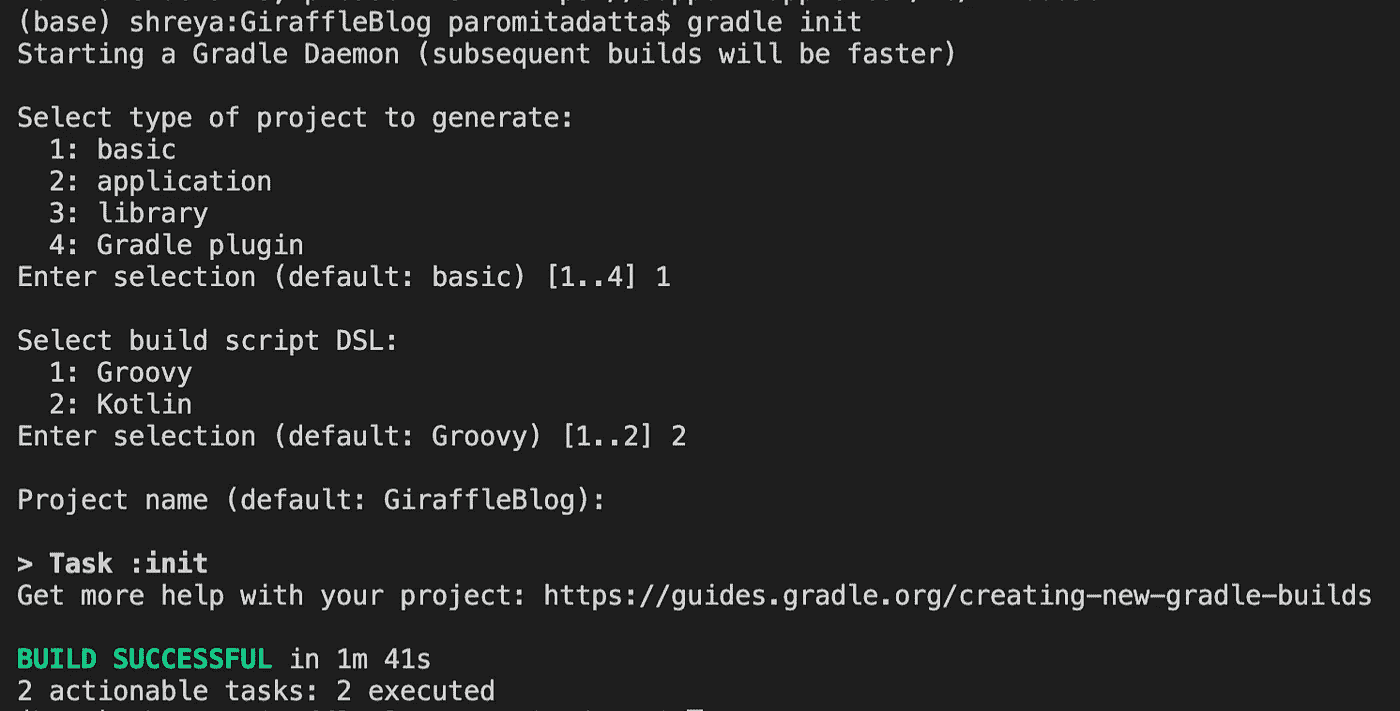 (base) shreya:GiraffleBlog paromitadatta$ gradle init
Starting a Gradle Daemon (subsequent builds will be faster)
Select type of project to generate:
1: basic
2: application
3: library
4: Gradle plugin
Enter selection (default: basic) [1..4] 1
Select build script DSL:
1: Groovy
2: Kotlin
Enter selection (default: Groovy) [1..2] 2
Project name (default: GiraffleBlog):
> Task :init
Get more help with your project: https://guides.gradle.org/creating-new-gradle-builds
BUILD SUCCESSFUL in 1m 41s
2 actionable tasks: 2 executed